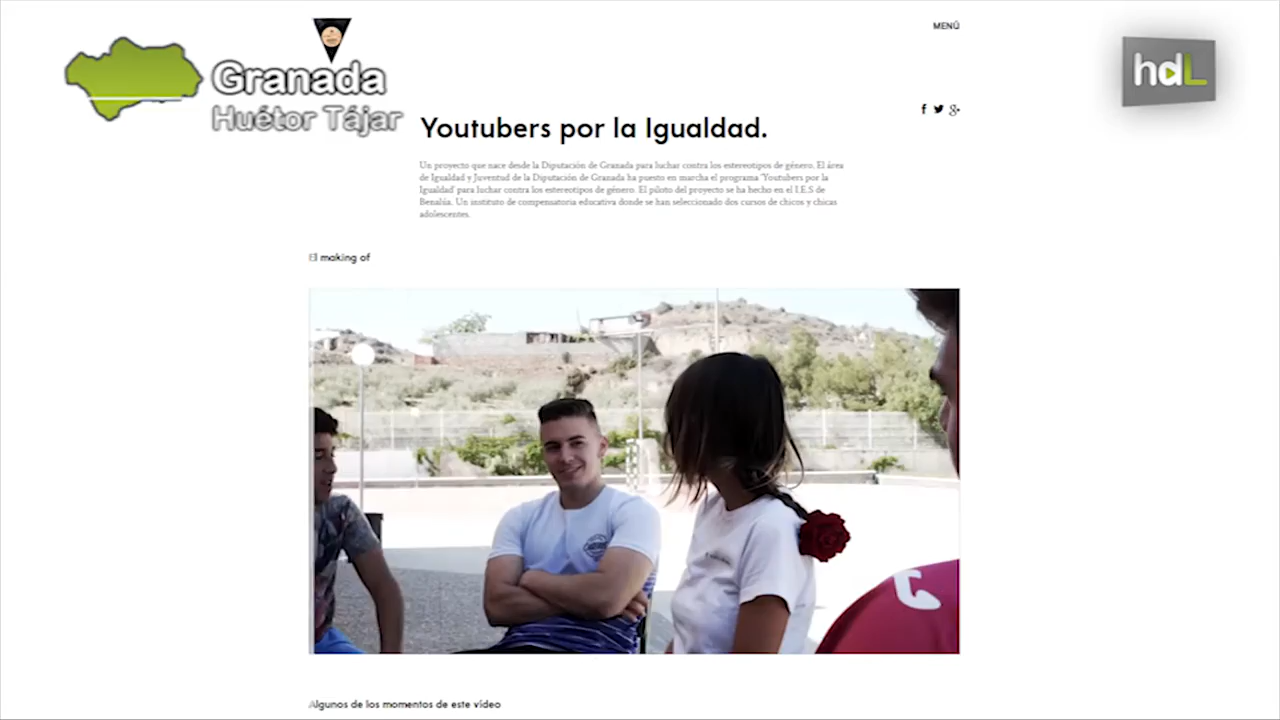 MENÚ
Granada
Huétor Tájar
hdL
Youtubers por la Igualdad.
Un proyecto que nace desde la Diputación de Granada para luchar contra los estereotipos de género. El área
de Igualdad y Juventud de la Diputación de Granada ha puesto en marcha el programa 'Youtubers por la
Igualdad' para luchar contra los estereotipos de género. El piloto del proyecto se ha hecho en el I.E.S de
Benalúa. Un instituto de compensatoria educativa donde se han seleccionado dos cursos de chicos y chicas
adolescentes.
El making of
Algunos de los momentos de este vídeo